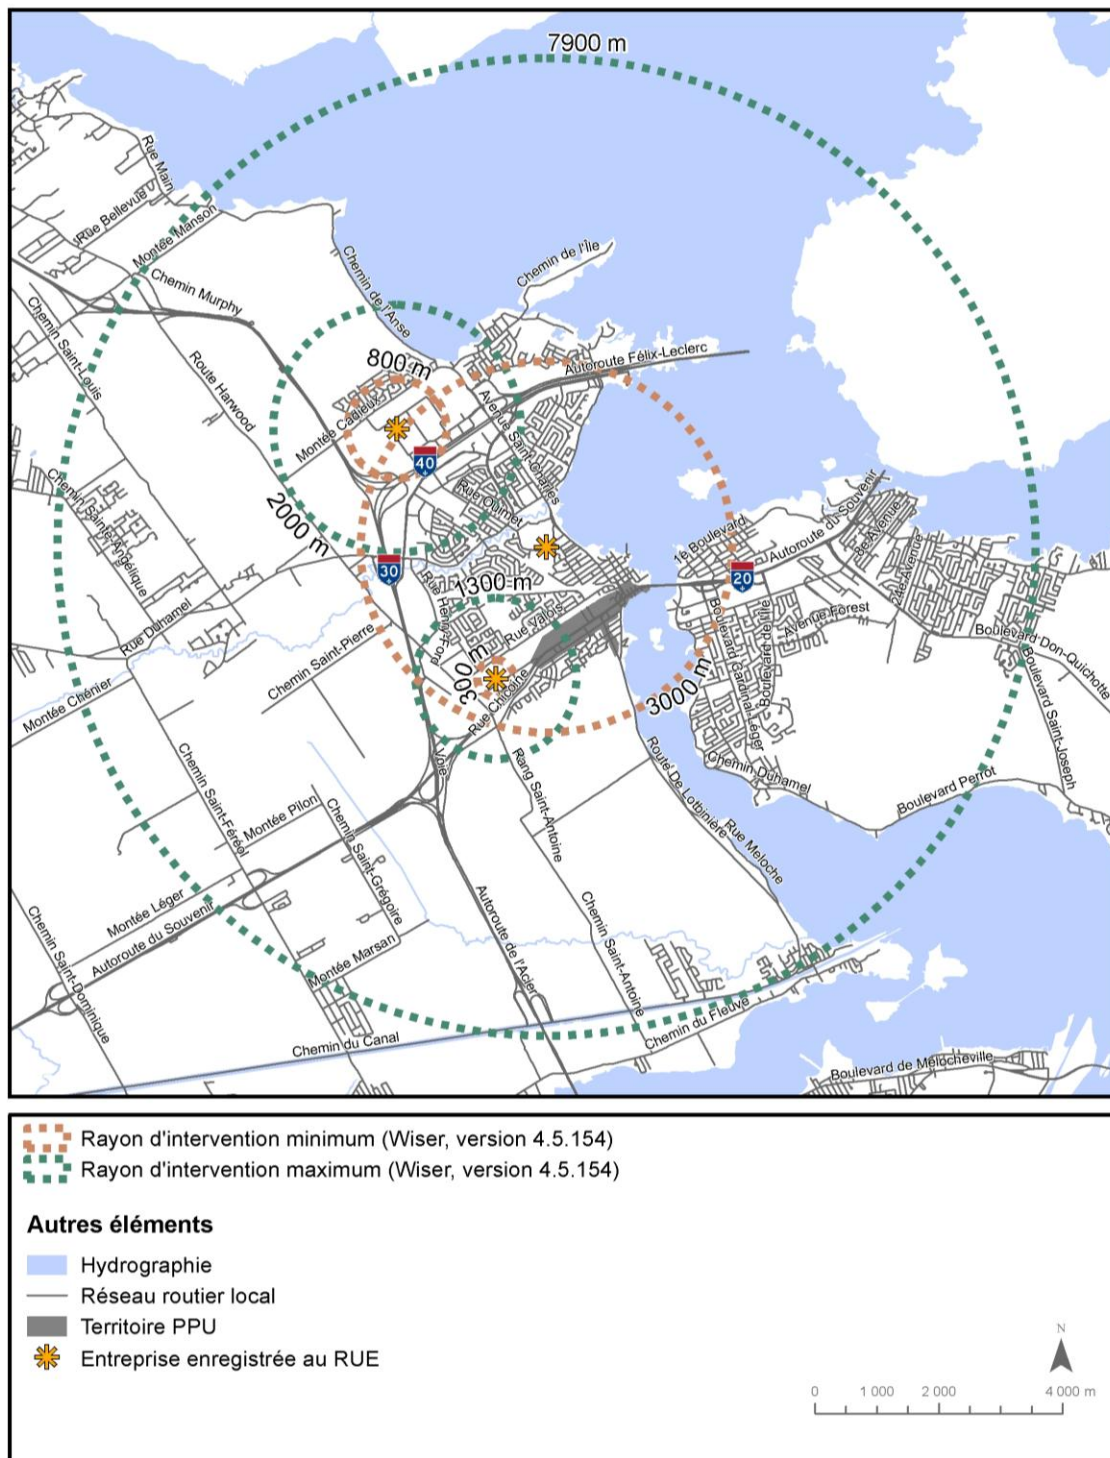 7900 m
Rue Main
Rue Bellevue
Montée Manson
Chemin Murphy
Chemin de l'Île
Chemin de l'Anse
Chemin Saint-Louis
Route Harwood
800 m
Autoroute Félix-Leclerc
Montée Cadieux
Avenue Saint-Charles
40
Rue Ouimet
Chemin Sainte-Angélique
2000 m
1e Boulevard
Autoroute du Souvenir
8e Avenue
24e Avenue
30
20
1300 m
Rue Henry-Ford
Rue Valois
Rue Duhamel
Chemin Saint-Pierre
Avenue Forest
Boulevard Don-Quichotte
Boulevard Cardinal-Léger
Boulevard de l'Île
Boulevard Saint-Joseph
300 m
Rue Chicoine
3000 m
Montée Chénier
Chemin Saint-Féréol
Voie
Rang Saint-Antoine
Route De Lotbinière
Chemin Duhamel
Boulevard Perrot
Montée Pilon
Chemin Saint-Grégoire
Rue Meloche
Montée Léger
Autoroute du Souvenir
Chemin Saint-Dominique
Montée Marsan
Autoroute de l'Acier
Chemin Saint-Antoine
Chemin du Canal
Chemin du Fleuve
Boulevard de Mélocheville
Rayon d'intervention minimum (Wiser, version 4.5.154)
Rayon d'intervention maximum (Wiser, version 4.5.154)
Autres éléments
Hydrographie
Réseau routier local
Territoire PPU
Entreprise enregistrée au RUE
N
0 1 000 2 000 4 000 m